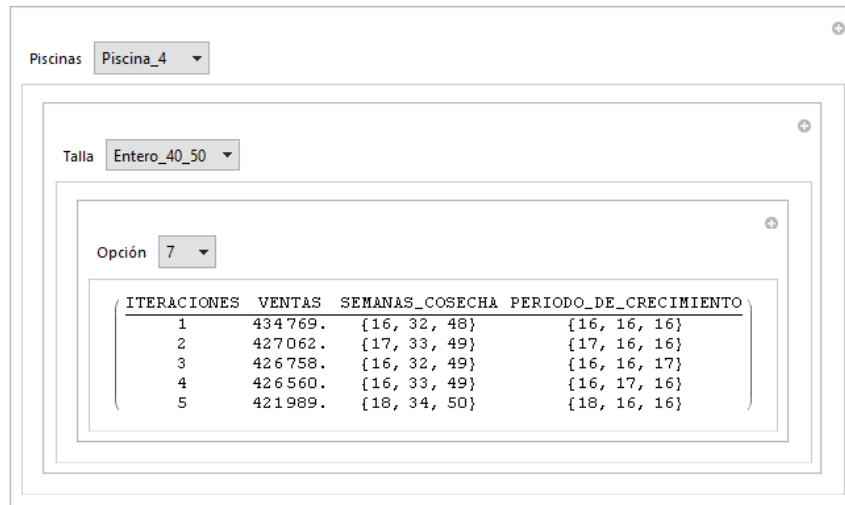 Piscinas Piscina_4
Talla Entero_40_50
Opción 7
ITERACIONES VENTAS SEMANAS_COSECHA PERIODO_DE_CRECIMIENTO
1 434769. {16, 32, 48} {16, 16, 16}
2 427062. {17, 33, 49} {17, 16, 16}
3 426758. {16, 32, 49} {16, 16, 17}
4 426560. {16, 33, 49} {16, 17, 16}
5 421989. {18, 34, 50} {18, 16, 16}